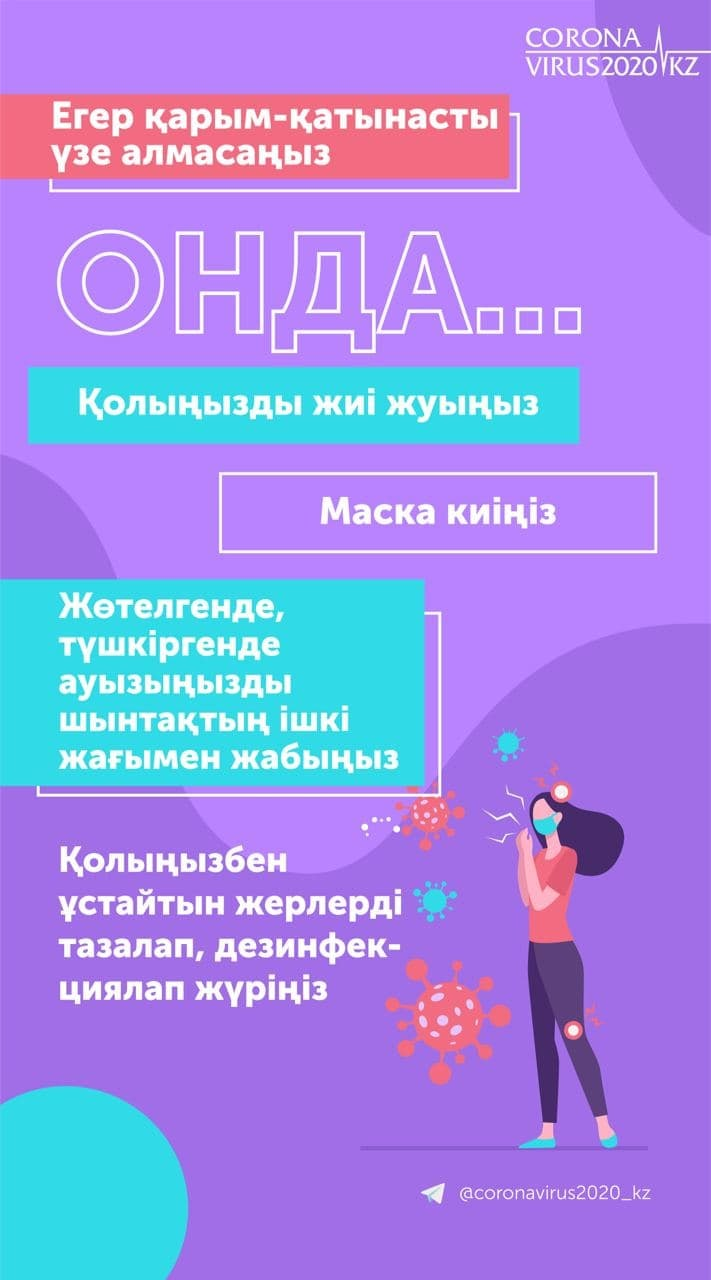 CORONA
VIRUS2020 KZ
Егер қарым-қатынасты
үзе алмасаңыз
ОНДА...
Қолыңызды жиі жуыңыз
Маска киіңіз
Жөтелгенде,
түшкіргенде
ауызыңызды
шынтақтың ішкі
жағымен жабыңыз
Қолыңызбен
ұстайтын жерлерді
тазалап, дезинфек-
циялап жүріңіз
@coronavirus2020_kz